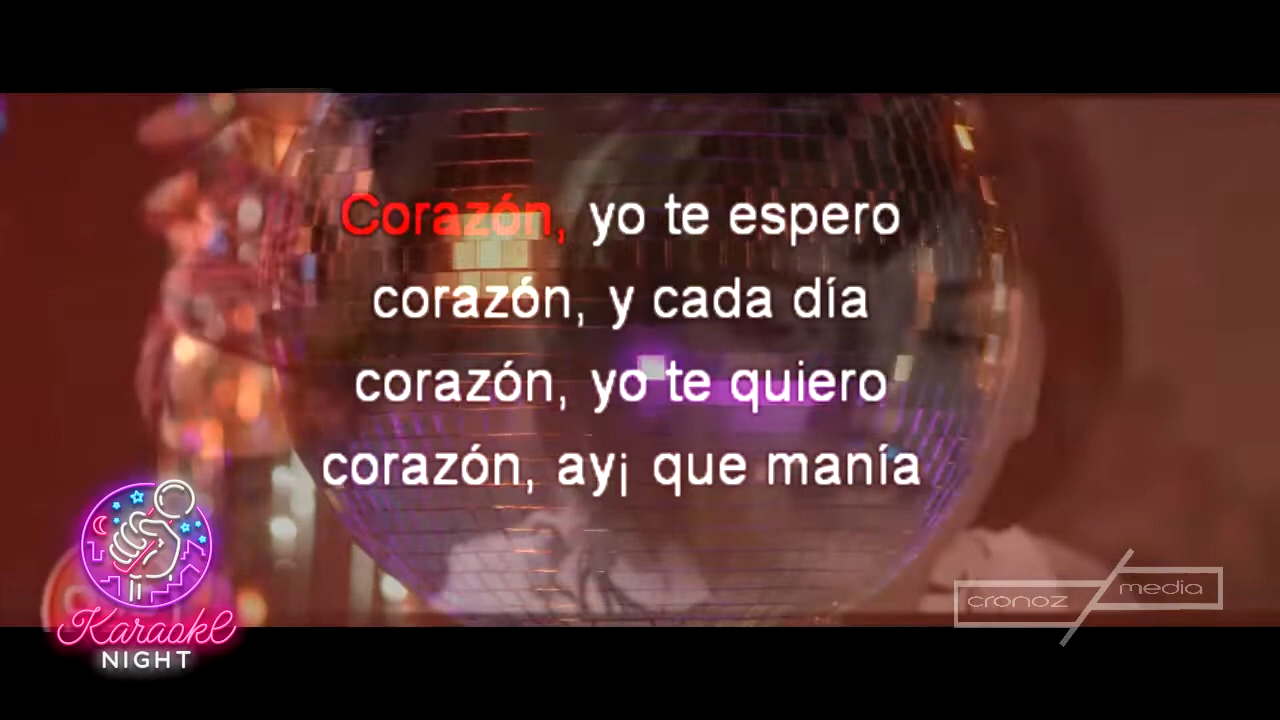 Corazón, yo te espero
corazón, y cada día
corazón, yo te quiero
corazón, ay¡ que manía
Karaoke
NIGHT
cronoz media